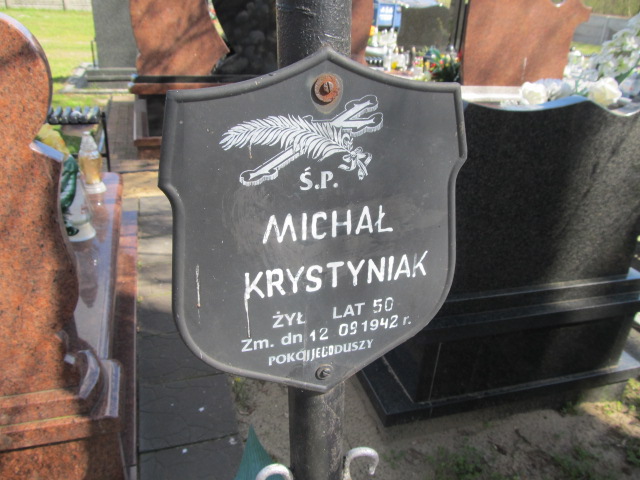 Ś.P.
MICHAŁ
KRYSTYNIAK
ŻYŁ LAT 50
Zm. dn 12 09 1942 r.
POKÓJ JEGO DUSZY